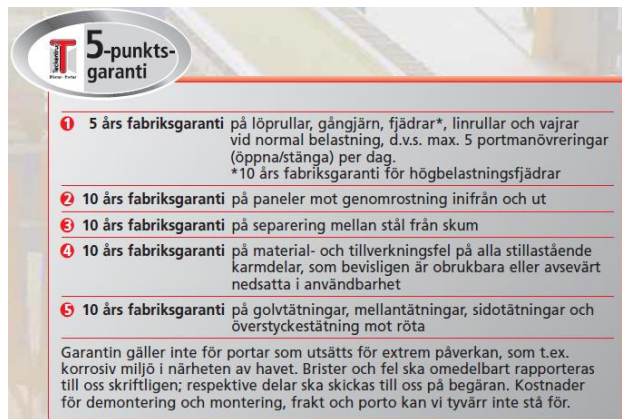 5-punkts-
garanti
1 5 års fabriksgaranti på löprullar, gångjärn, fjädrar*, linrullar och vajrar
vid normal belastning, d.v.s. max. 5 portmanövreringar
(öppna/stänga) per dag.
*10 års fabriksgaranti för högbelastningsfjädrar
2 10 års fabriksgaranti på paneler mot genomrostning inifrån och ut
3 10 års fabriksgaranti på separering mellan stål från skum
4 10 års fabriksgaranti på material- och tillverkningsfel på alla stillastående
karmdelar, som bevisligen är obrukbara eller avsevärt
nedsatta i användbarhet
5 10 års fabriksgaranti på golvtätningar, mellantätningar, sidotätningar och
överstyckestätning mot röta
Garantin gäller inte för portar som utsätts för extrem påverkan, som t.ex.
korrosiv miljö i närheten av havet. Brister och fel ska omedelbart rapporteras
till oss skriftligen; respektive delar ska skickas till oss på begäran. Kostnader
för demontering och montering, frakt och porto kan vi tyvärr inte stå för.